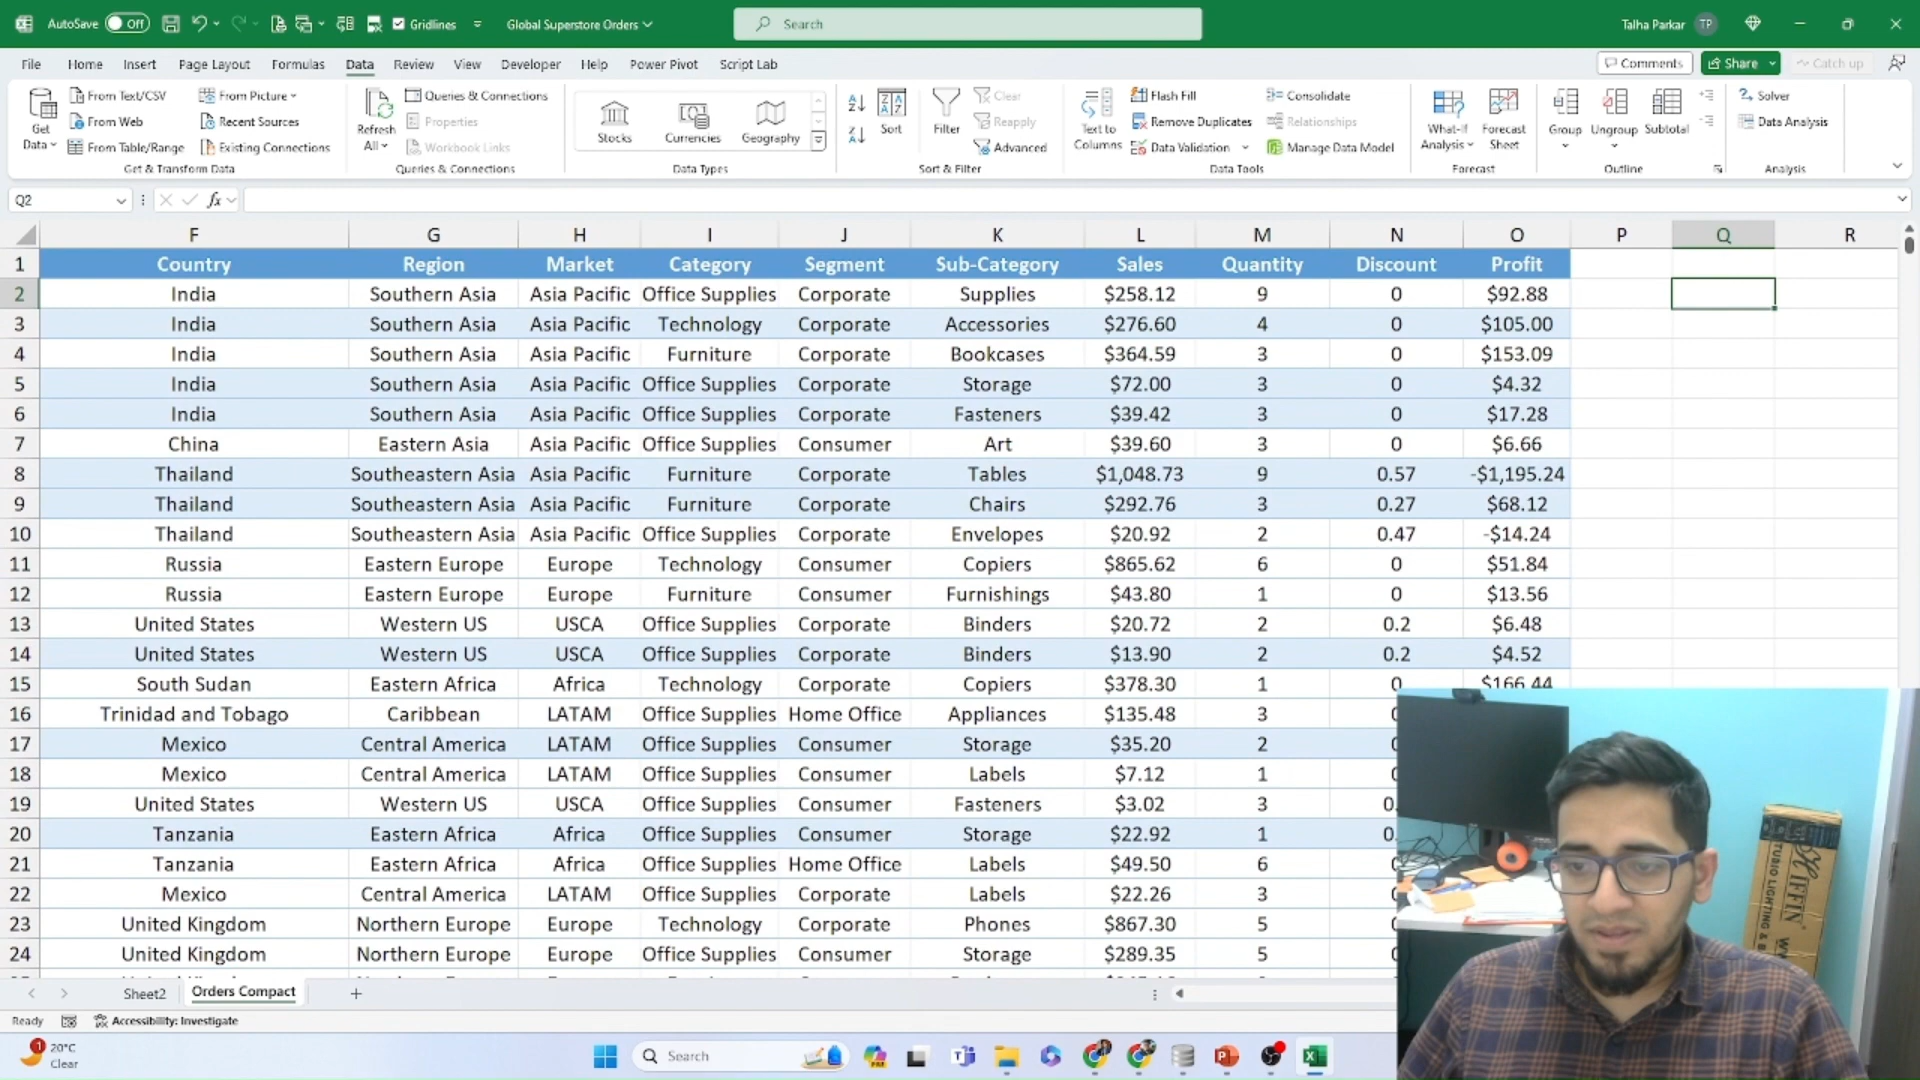 AutoSave Off Gridlines Global Superstore Orders Search Talha Parkar TP
File Home Insert Page Layout Formulas Data Review View Developer Help Power Pivot Script Lab Comments Share Catch up
Get Data From Text/CSV From Picture Refresh All Queries & Connections Stocks Currencies Geography Sort Filter Clear Text to Columns Flash Fill Consolidate What-If Analysis Forecast Sheet Group Ungroup Subtotal Solver
From Web Recent Sources Properties Reapply Remove Duplicates Relationships Data Analysis
From Table/Range Existing Connections Workbook Links Advanced Data Validation Manage Data Model
Get & Transform Data Queries & Connections Data Types Sort & Filter Data Tools Forecast Outline Analysis
Q2 fx
F G H I J K L M N O P Q R
1 Country Region Market Category Segment Sub-Category Sales Quantity Discount Profit
2 India Southern Asia Asia Pacific Office Supplies Corporate Supplies $258.12 9 0 $92.88
3 India Southern Asia Asia Pacific Technology Corporate Accessories $276.60 4 0 $105.00
4 India Southern Asia Asia Pacific Furniture Corporate Bookcases $364.59 3 0 $153.09
5 India Southern Asia Asia Pacific Office Supplies Corporate Storage $72.00 3 0 $4.32
6 India Southern Asia Asia Pacific Office Supplies Corporate Fasteners $39.42 3 0 $17.28
7 China Eastern Asia Asia Pacific Office Supplies Consumer Art $39.60 3 0 $6.66
8 Thailand Southeastern Asia Asia Pacific Furniture Corporate Tables $1,048.73 9 0.57 -$1,195.24
9 Thailand Southeastern Asia Asia Pacific Furniture Corporate Chairs $292.76 3 0.27 $68.12
10 Thailand Southeastern Asia Asia Pacific Office Supplies Corporate Envelopes $20.92 2 0.47 -$14.24
11 Russia Eastern Europe Europe Technology Consumer Copiers $865.62 6 0 $51.84
12 Russia Eastern Europe Europe Furniture Consumer Furnishings $43.80 1 0 $13.56
13 United States Western US USCA Office Supplies Corporate Binders $20.72 2 0.2 $6.48
14 United States Western US USCA Office Supplies Corporate Binders $13.90 2 0.2 $4.52
15 South Sudan Eastern Africa Africa Technology Corporate Copiers $378.30 1 0 $166.44
16 Trinidad and Tobago Caribbean LATAM Office Supplies Home Office Appliances $135.48 3
17 Mexico Central America LATAM Office Supplies Consumer Storage $35.20 2
18 Mexico Central America LATAM Office Supplies Consumer Labels $7.12 1
19 United States Western US USCA Office Supplies Consumer Fasteners $3.02 3 0.
20 Tanzania Eastern Africa Africa Office Supplies Consumer Storage $22.92 1 0.
21 Tanzania Eastern Africa Africa Office Supplies Home Office Labels $49.50 6
22 Mexico Central America LATAM Office Supplies Corporate Labels $22.26 3
23 United Kingdom Northern Europe Europe Technology Corporate Phones $867.30 5
24 United Kingdom Northern Europe Europe Office Supplies Consumer Storage $289.35 5
Sheet2 Orders Compact
Ready Accessibility: Investigate
1 20°C
Clear
Search